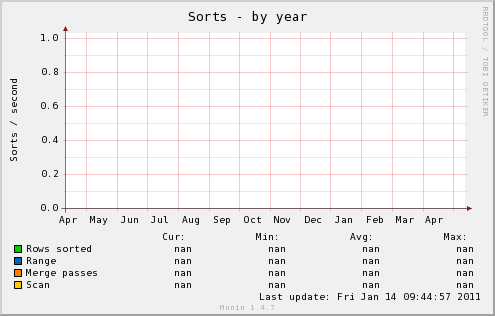 Sorts - by year
RRDTOOL / TOBI OETIKER
Sorts / second
1.0
0.8
0.6
0.4
0.2
0.0
Apr May Jun Jul Aug Sep Oct Nov Dec Jan Feb Mar Apr
Cur: Min: Avg: Max:
Rows sorted nan nan nan nan
Range nan nan nan nan
Merge passes nan nan nan nan
Scan nan nan nan nan
Last update: Fri Jan 14 09:44:57 2011
Munin 1.4.7